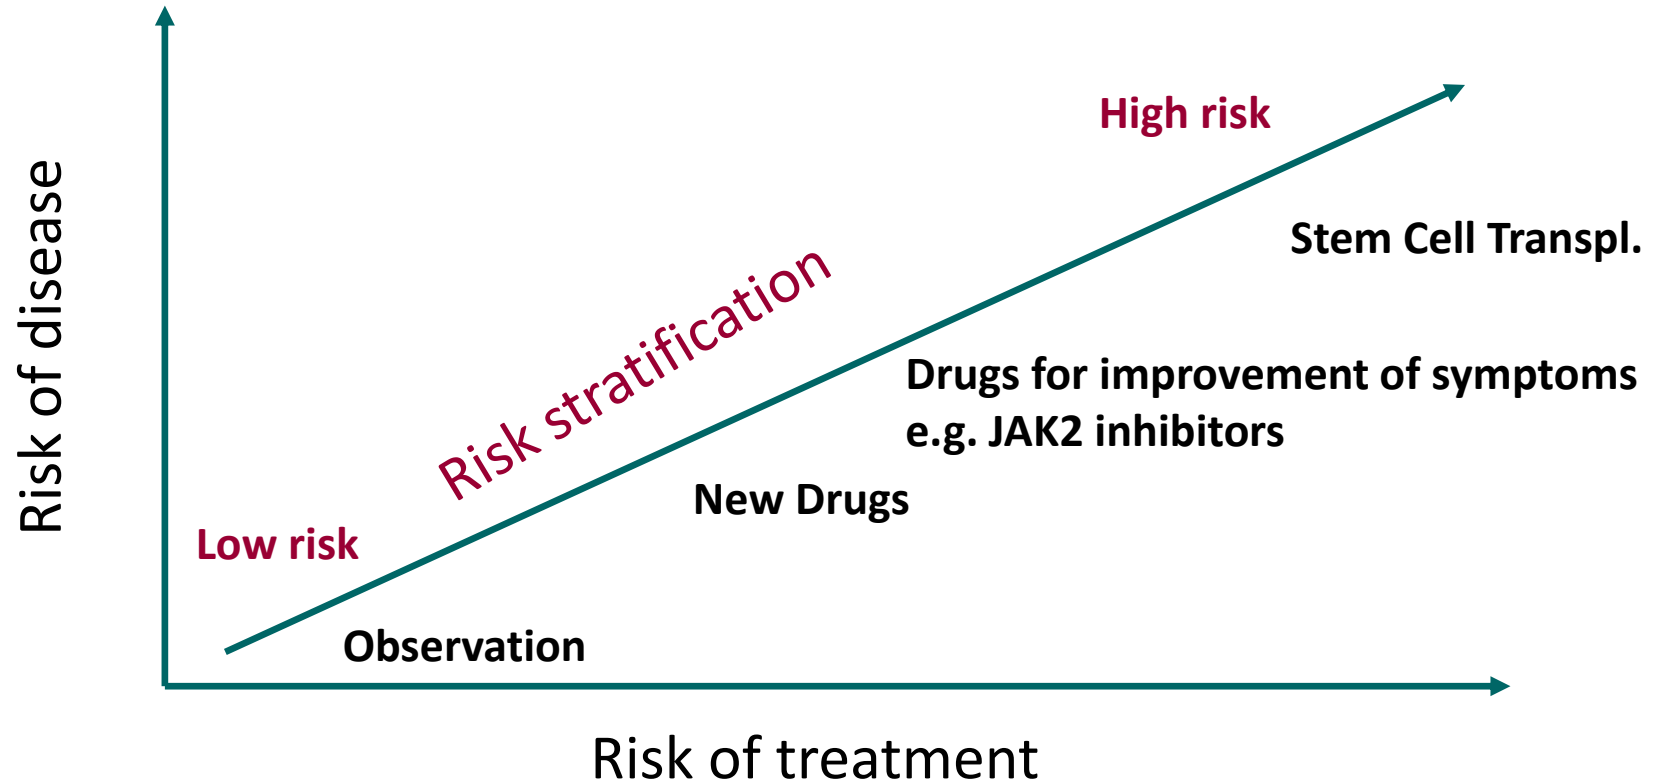 High risk
Stem Cell Transpl.
Risk of disease
Risk stratification
Drugs for improvement of symptoms
e.g. JAK2 inhibitors
New Drugs
Low risk
Observation
Risk of treatment